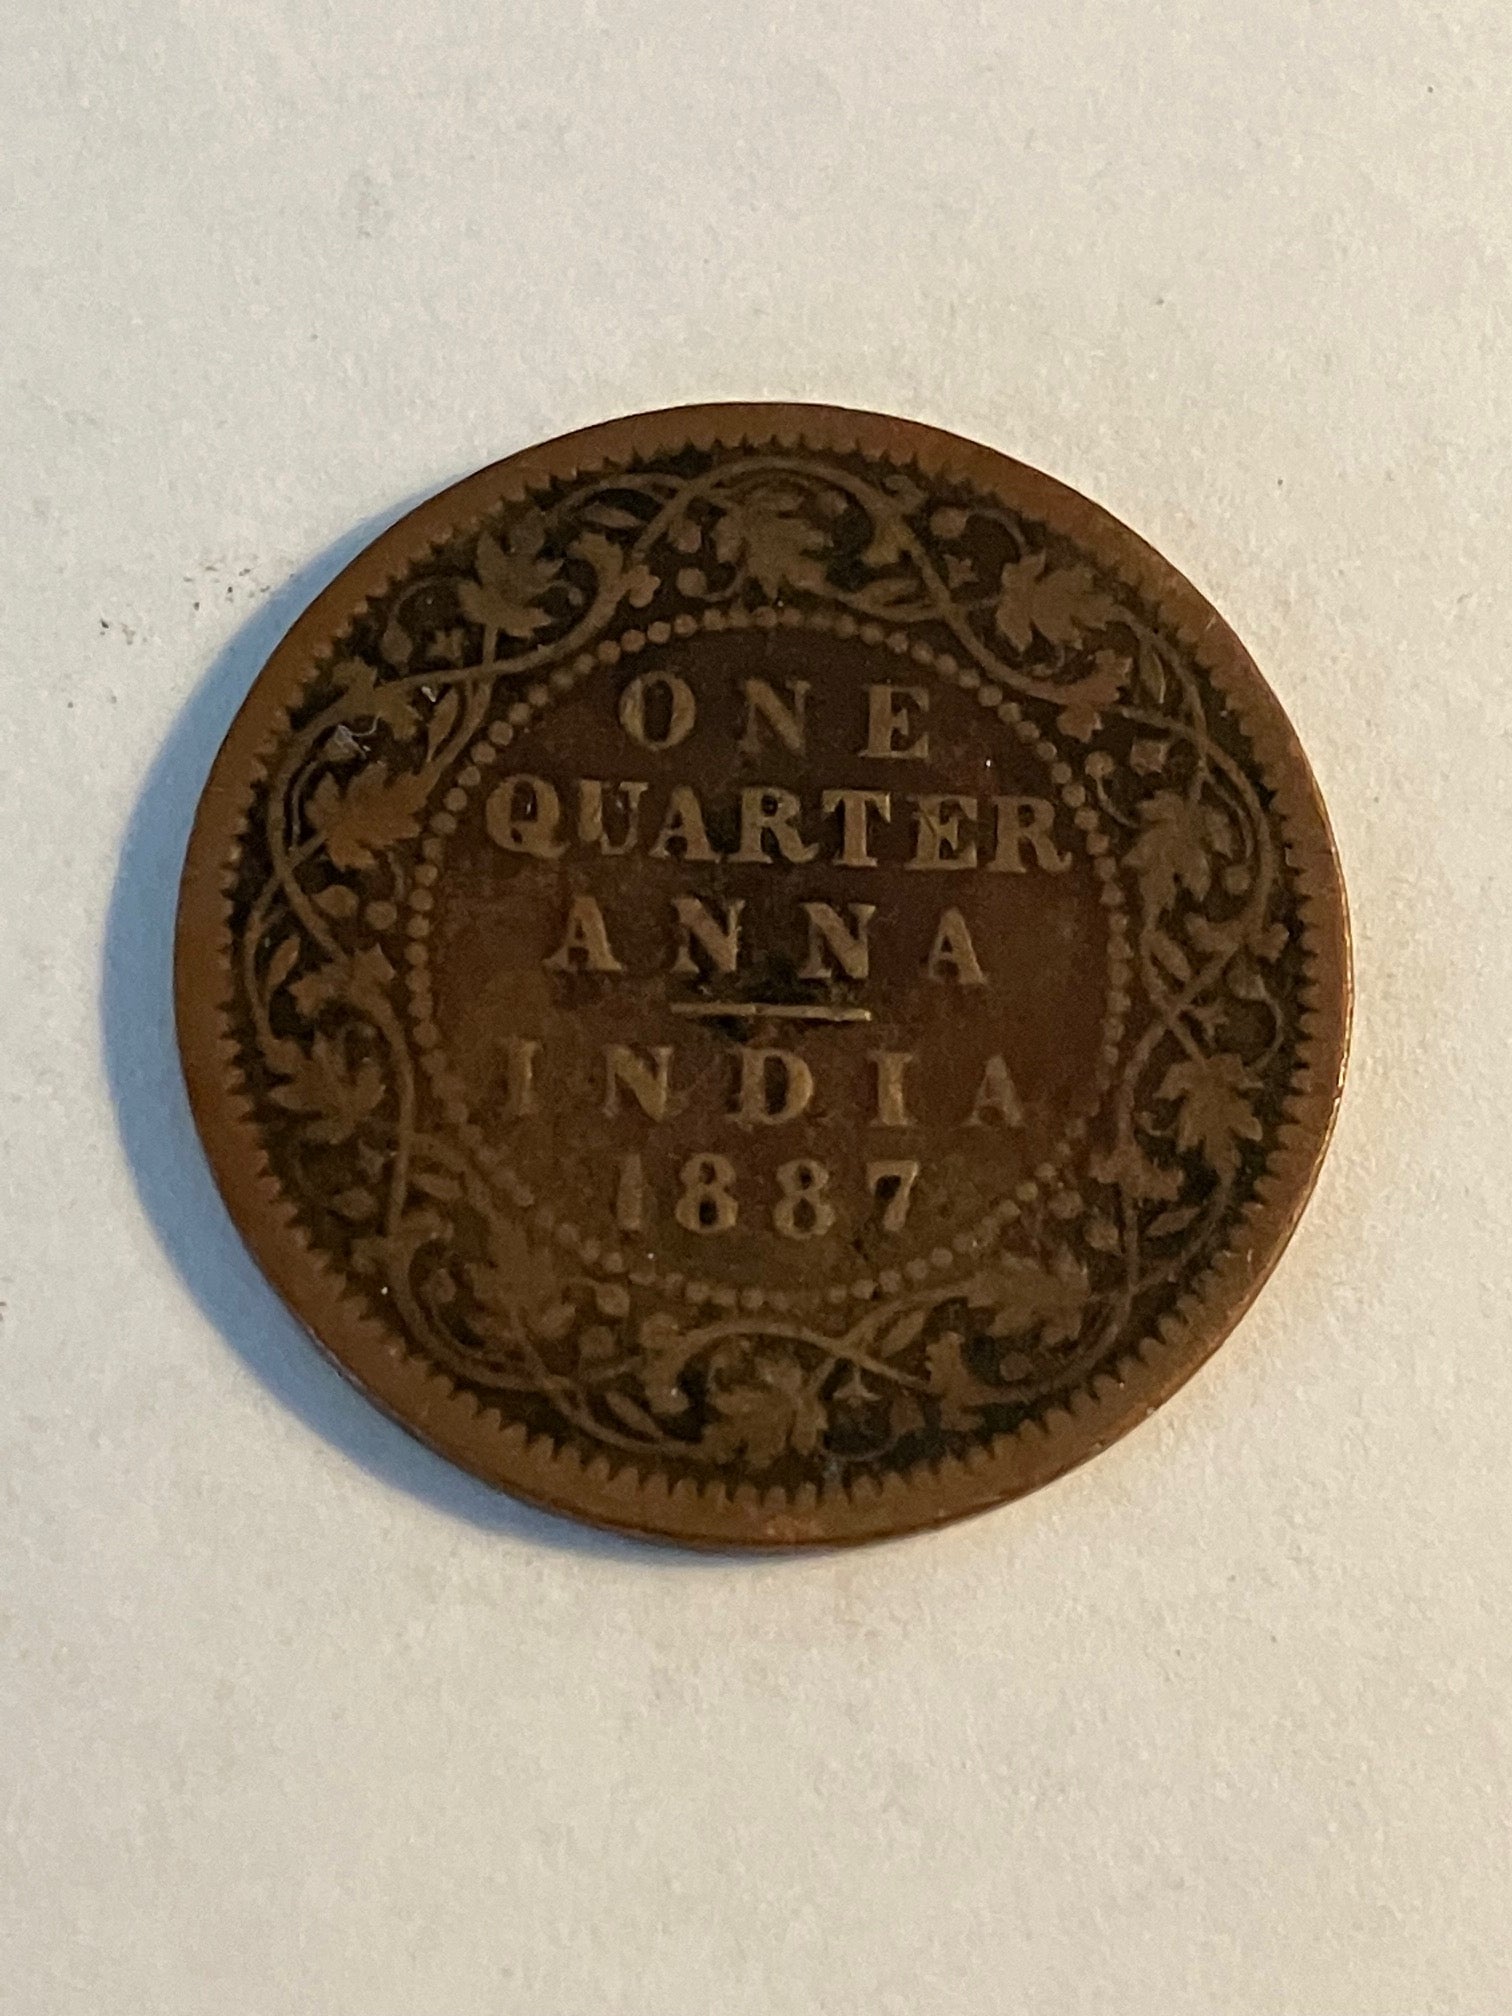 ONE
QUARTER
ANNA
INDIA
1887